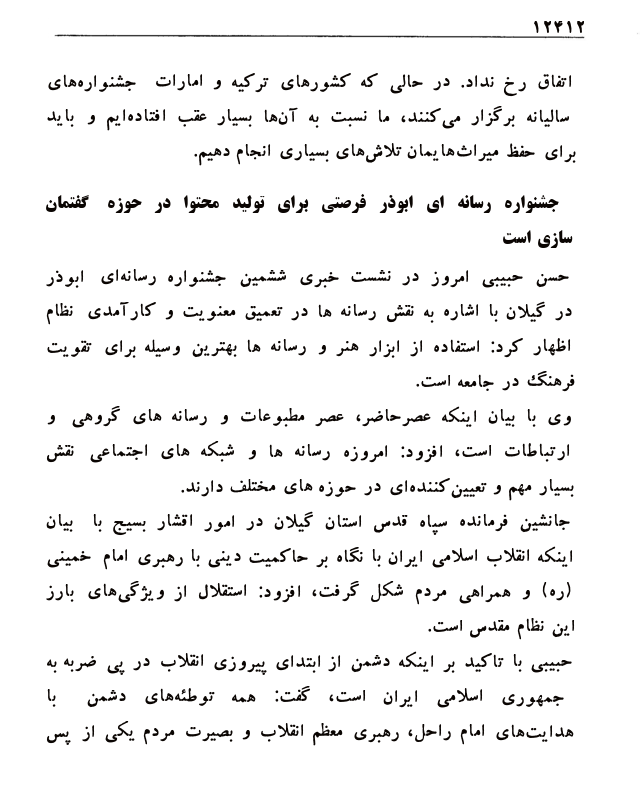 ۱۲۴۱۲
اتفاق رخ نداد. در حالی که کشورهای ترکیه و امارات جشنواره‌های
سالیانه برگزار می‌کنند، ما نسبت به آن‌ها بسیار عقب افتاده‌ایم و باید
برای حفظ میراث‌هایمان تلاش‌های بسیاری انجام دهیم.
جشنواره رسانه ای ابوذر فرصتی برای تولید محتوا در حوزه گفتمان
سازی است
حسن حبیبی امروز در نشست خبری ششمین جشنواره رسانه‌ای ابوذر
در گیلان با اشاره به نقش رسانه ها در تعمیق معنویت و کارآمدی نظام
اظهار کرد: استفاده از ابزار هنر و رسانه ها بهترین وسیله برای تقویت
فرهنگ در جامعه است.
وی با بیان اینکه عصرحاضر، عصر مطبوعات و رسانه های گروهی و
ارتباطات است، افزود: امروزه رسانه ها و شبکه های اجتماعی نقش
بسیار مهم و تعیین‌کننده‌ای در حوزه های مختلف دارند.
جانشین فرمانده سپاه قدس استان گیلان در امور اقشار بسیج با بیان
اینکه انقلاب اسلامی ایران با نگاه بر حاکمیت دینی با رهبری امام خمینی
(ره) و همراهی مردم شکل گرفت، افزود: استقلال از ویژگی‌های بارز
این نظام مقدس است.
حبیبی با تاکید بر اینکه دشمن از ابتدای پیروزی انقلاب در پی ضربه به
جمهوری اسلامی ایران است، گفت: همه توطئه‌های دشمن با
هدایت‌های امام راحل، رهبری معظم انقلاب و بصیرت مردم یکی از پس